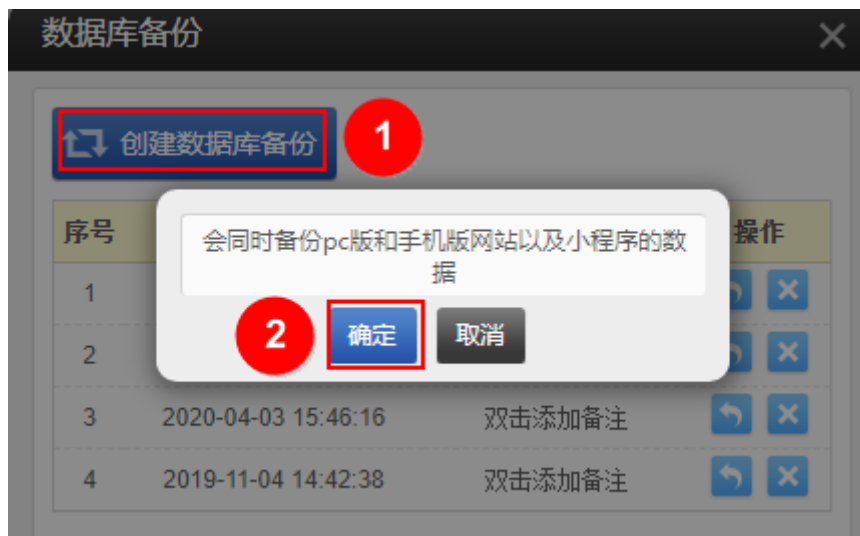 数据库备份
创建数据库备份
1
序号
操作
会同时备份pc版和手机版网站以及小程序的数
据
1
2
确定
取消
2
3 2020-04-03 15:46:16 双击添加备注
4 2019-11-04 14:42:38 双击添加备注